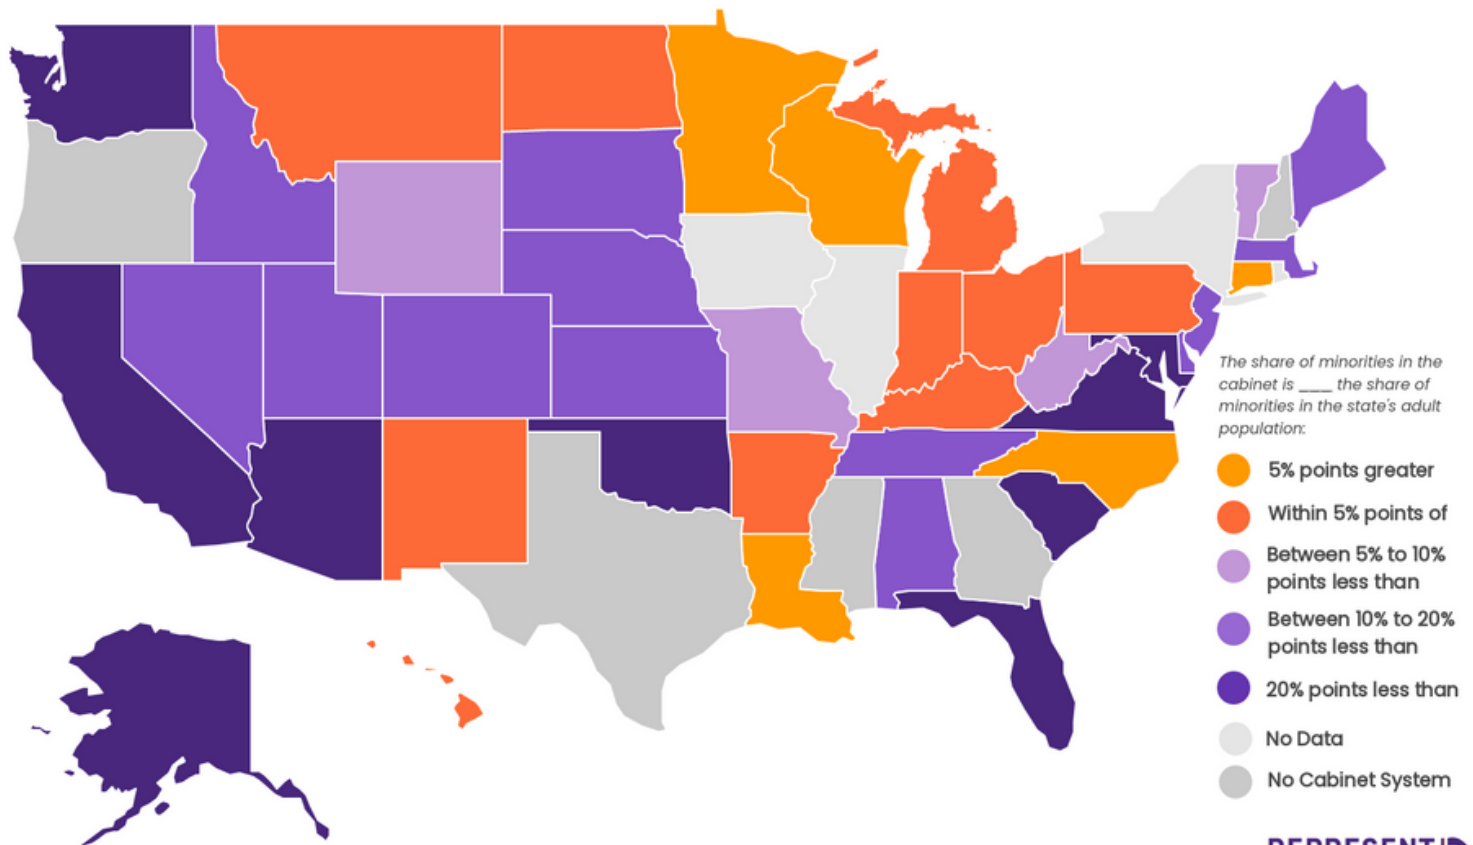 The share of minorities in the
cabinet is ___ the share of
minorities in the state's adult
population:
5% points greater
Within 5% points of
Between 5% to 10%
points less than
Between 10% to 20%
points less than
20% points less than
No Data
No Cabinet System